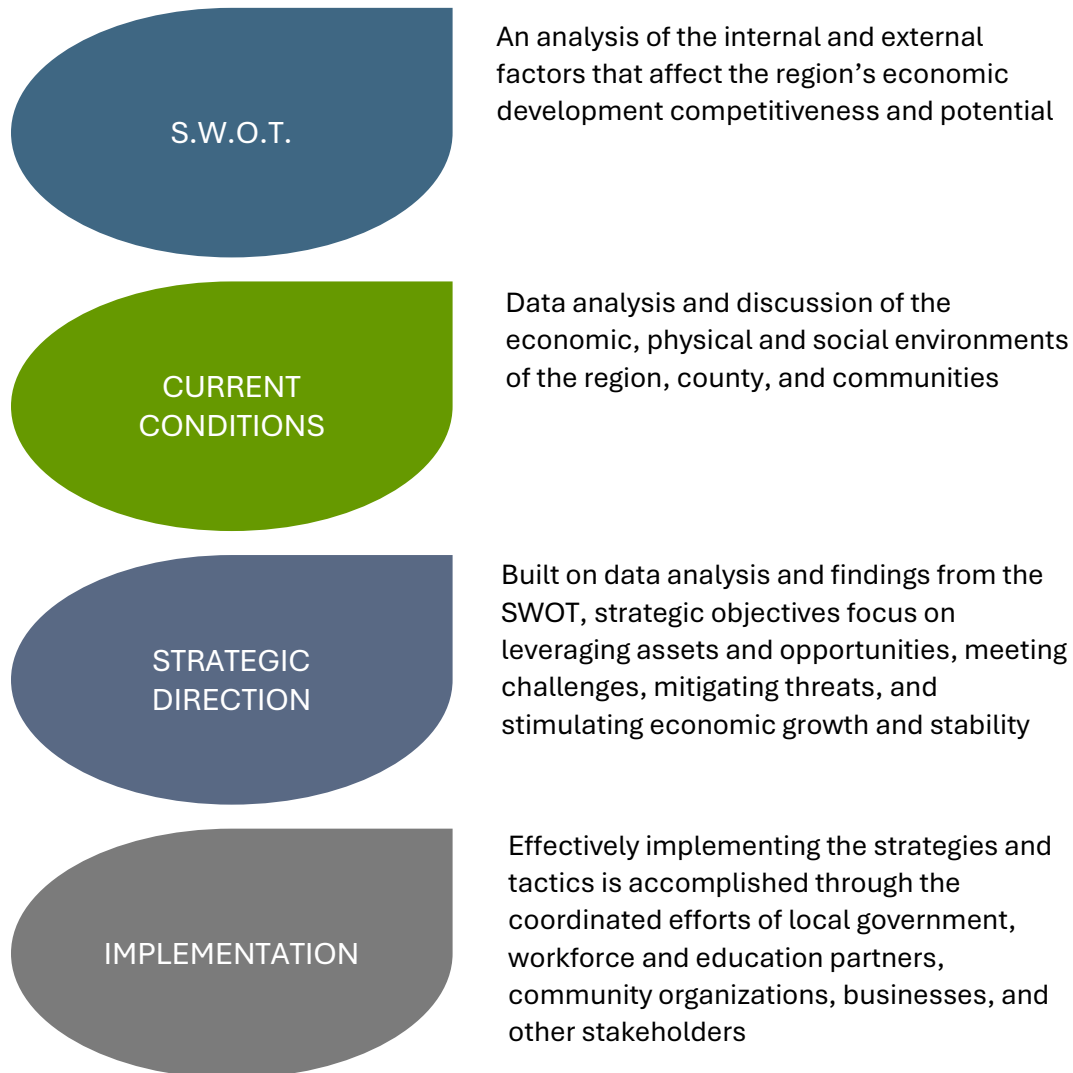 S.W.O.T.
An analysis of the internal and external
factors that affect the region’s economic
development competitiveness and potential
CURRENT
CONDITIONS
Data analysis and discussion of the
economic, physical and social environments
of the region, county, and communities
STRATEGIC
DIRECTION
Built on data analysis and findings from the
SWOT, strategic objectives focus on
leveraging assets and opportunities, meeting
challenges, mitigating threats, and
stimulating economic growth and stability
IMPLEMENTATION
Effectively implementing the strategies and
tactics is accomplished through the
coordinated efforts of local government,
workforce and education partners,
community organizations, businesses, and
other stakeholders